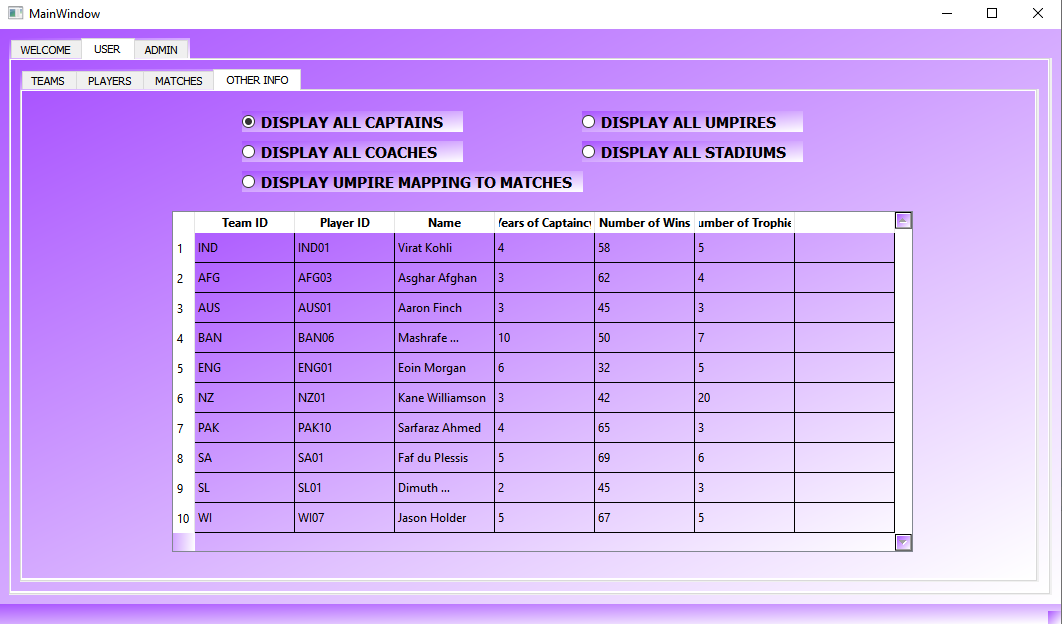 MainWindow
WELCOME USER ADMIN
TEAMS PLAYERS MATCHES OTHER INFO
DISPLAY ALL CAPTAINS DISPLAY ALL UMPIRES
DISPLAY ALL COACHES DISPLAY ALL STADIUMS
DISPLAY UMPIRE MAPPING TO MATCHES
Team ID Player ID Name Years of Captaincy Number of Wins umber of Trophie
1 IND IND01 Virat Kohli 4 58 5
2 AFG AFG03 Asghar Afghan 3 62 4
3 AUS AUS01 Aaron Finch 3 45 3
4 BAN BAN06 Mashrafe ... 10 50 7
5 ENG ENG01 Eoin Morgan 6 32 5
6 NZ NZ01 Kane Williamson 3 42 20
7 PAK PAK10 Sarfaraz Ahmed 4 65 3
8 SA SA01 Faf du Plessis 5 69 6
9 SL SL01 Dimuth ... 2 45 3
10 WI WI07 Jason Holder 5 67 5